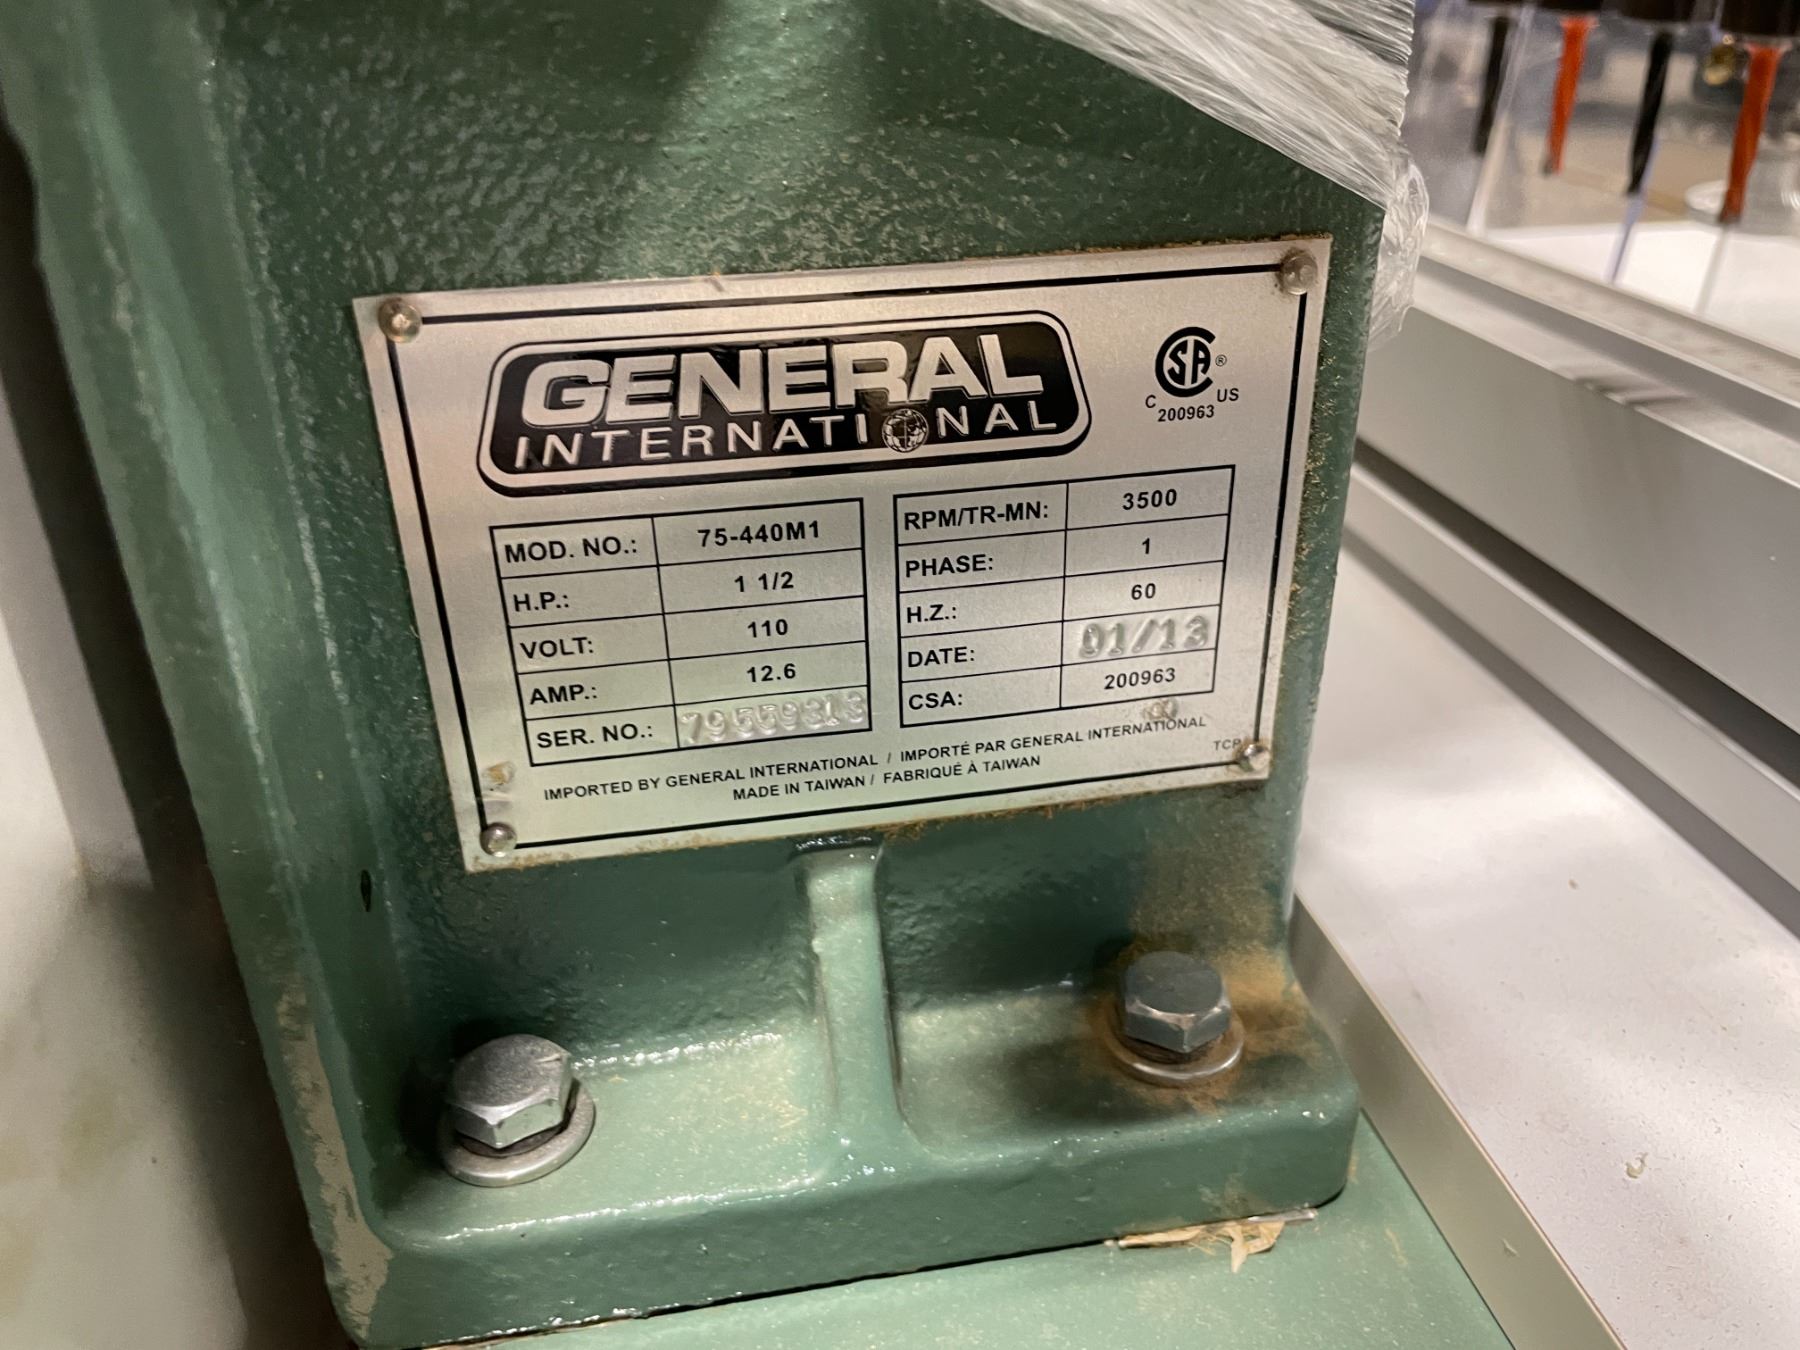 GENERAL
INTERNATIONAL
CSA ®
C US
200963
MOD. NO.: 75-440M1
H.P.: 1 1/2
VOLT: 110
AMP.: 12.6
SER. NO.: 79559313
RPM/TR-MN: 3500
PHASE: 1
H.Z.: 60
DATE: 01/13
CSA: 200963
IMPORTED BY GENERAL INTERNATIONAL / IMPORTÉ PAR GENERAL INTERNATIONAL
MADE IN TAIWAN / FABRIQUÉ À TAIWAN